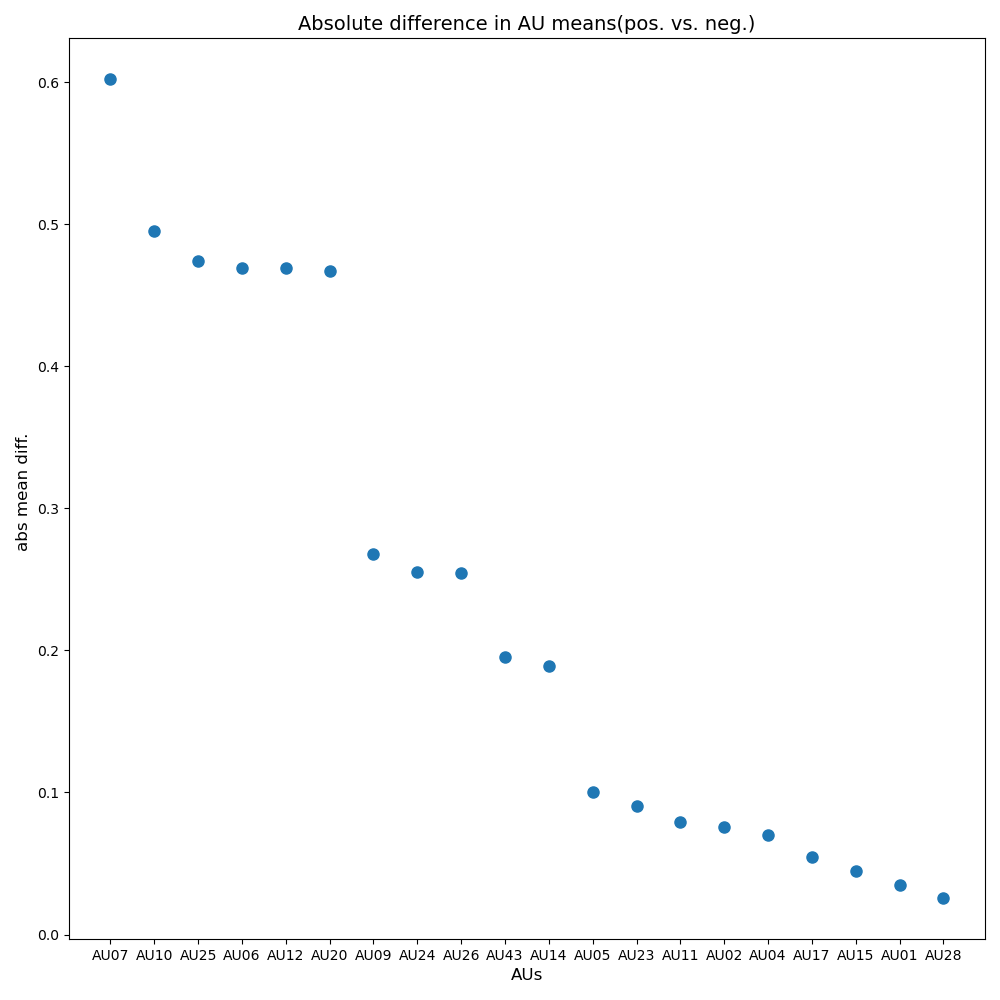 Absolute difference in AU means(pos. vs. neg.)
abs mean diff.
0.6
0.5
0.4
0.3
0.2
0.1
0.0
AU07 AU10 AU25 AU06 AU12 AU20 AU09 AU24 AU26 AU43 AU14 AU05 AU23 AU11 AU02 AU04 AU17 AU15 AU01 AU28
AUs